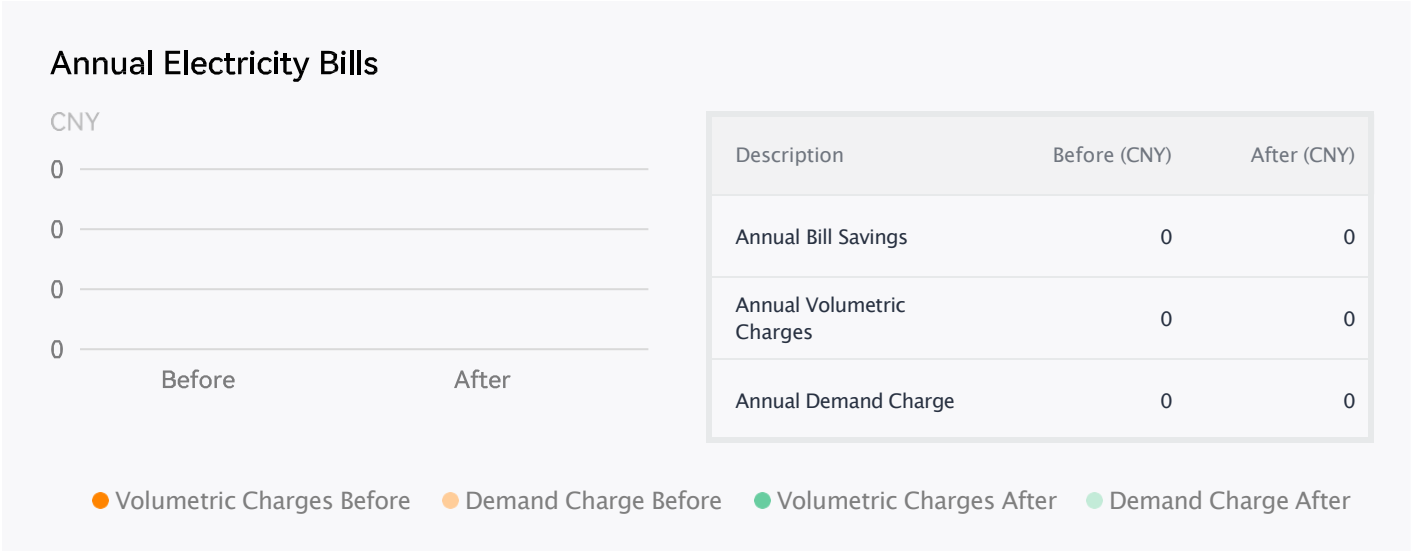 Annual Electricity Bills
CNY
0
0
0
0
Before After
Description Before (CNY) After (CNY)
Annual Bill Savings 0 0
Annual Volumetric
Charges 0 0
Annual Demand Charge 0 0
Volumetric Charges Before Demand Charge Before Volumetric Charges After Demand Charge After